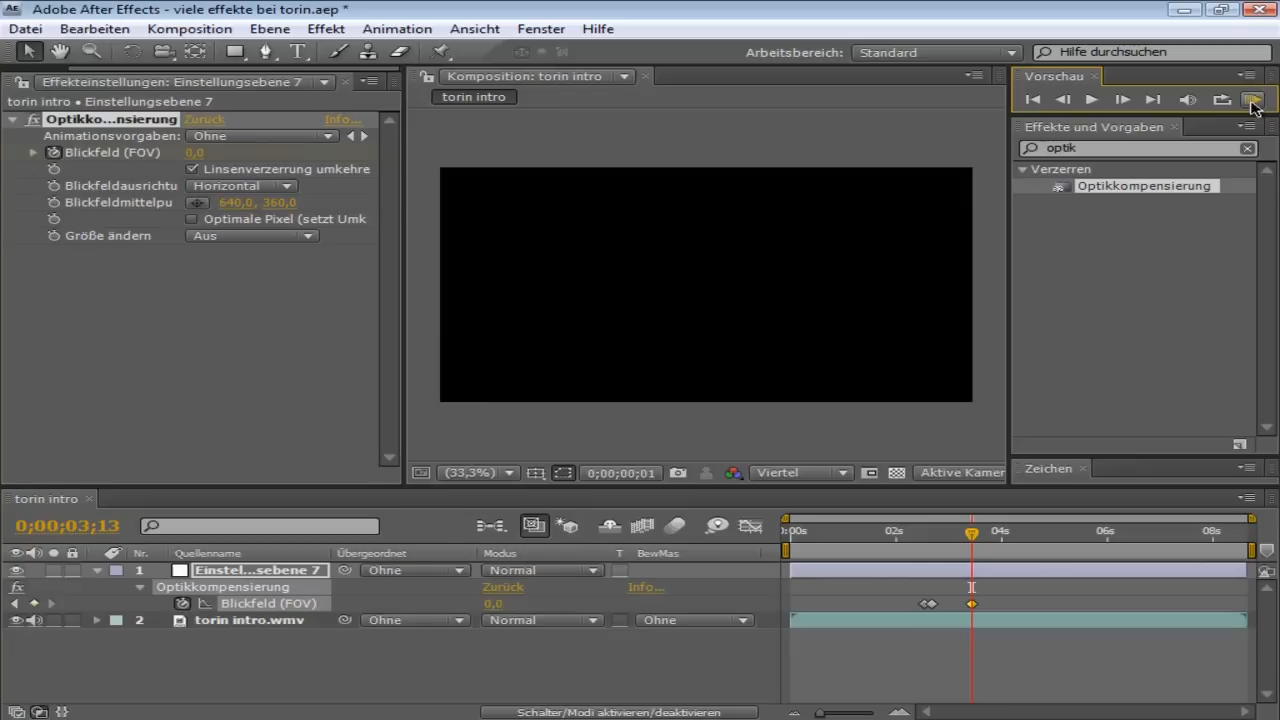 Adobe After Effects - viele effekte bei torin.aep *
Datei Bearbeiten Komposition Ebene Effekt Animation Ansicht Fenster Hilfe
Arbeitsbereich: Standard Hilfe durchsuchen
Effekteinstellungen: Einstellungsebene 7
torin intro • Einstellungsebene 7
fx Optikko...nsierung Zurück Info...
Animationsvorgaben: Ohne
Blickfeld (FOV) 0,0
Linsenverzerrung umkehre
Blickfeldausrichtu Horizontal
Blickfeldmittelpu 640,0, 360,0
Optimale Pixel (setzt Umk
Größe ändern Aus
Komposition: torin intro
torin intro
(33,3%) 0;00;00;01 Viertel Aktive Kamer
Vorschau
Effekte und Vorgaben
optik
Verzerren
Optikkompensierung
Zeichen
torin intro
0;00;03;13
:00s 02s 04s 06s 08s
Nr. Quellenname Übergeordnet Modus T BewMas
1 Einstel...sebene 7 Ohne Normal
fx Optikkompensierung Zurück Info...
Blickfeld (FOV) 0,0
2 torin intro.wmv Ohne Normal Ohne
Schalter/Modi aktivieren/deaktivieren